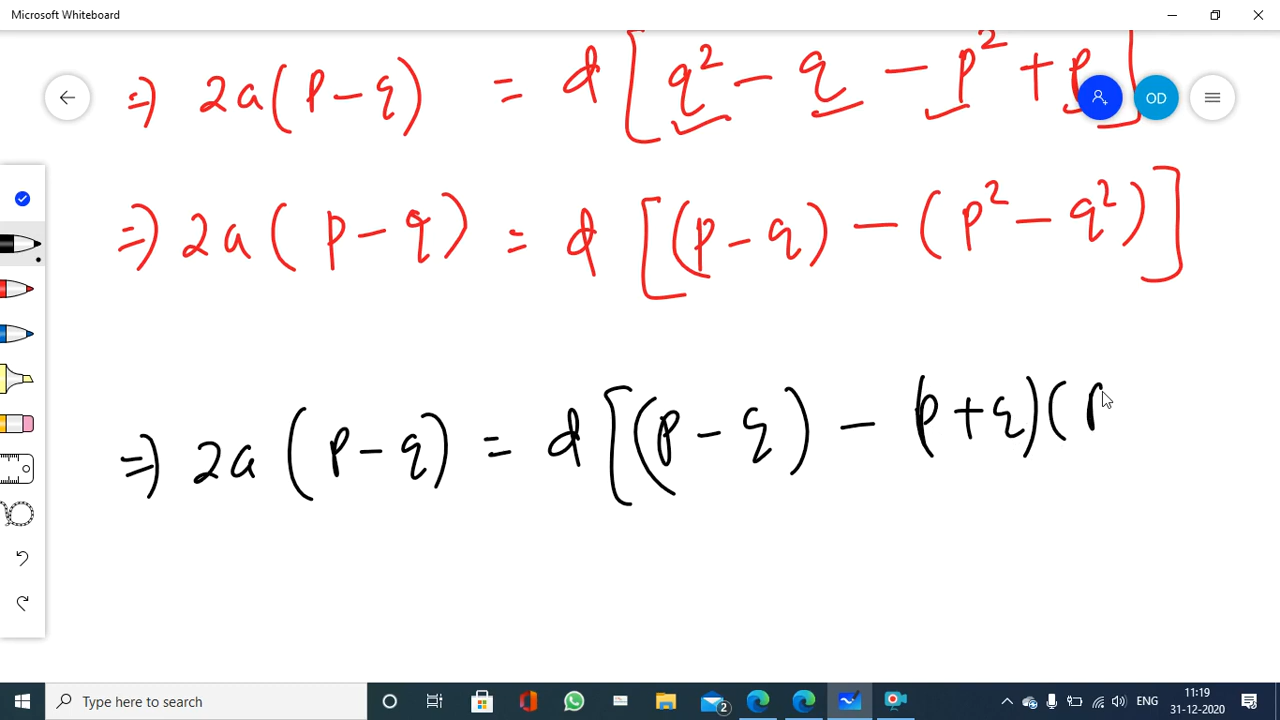 Microsoft Whiteboard
⇒ 2a(p-q) = d[q² - q - p² + p]
OD
⇒ 2a(p-q) = d[(p-q) - (p² - q²)]
⇒ 2a(p-q) = d[(p-q) - (p+q)(p
Type here to search
2
ENG
11:19
31-12-2020